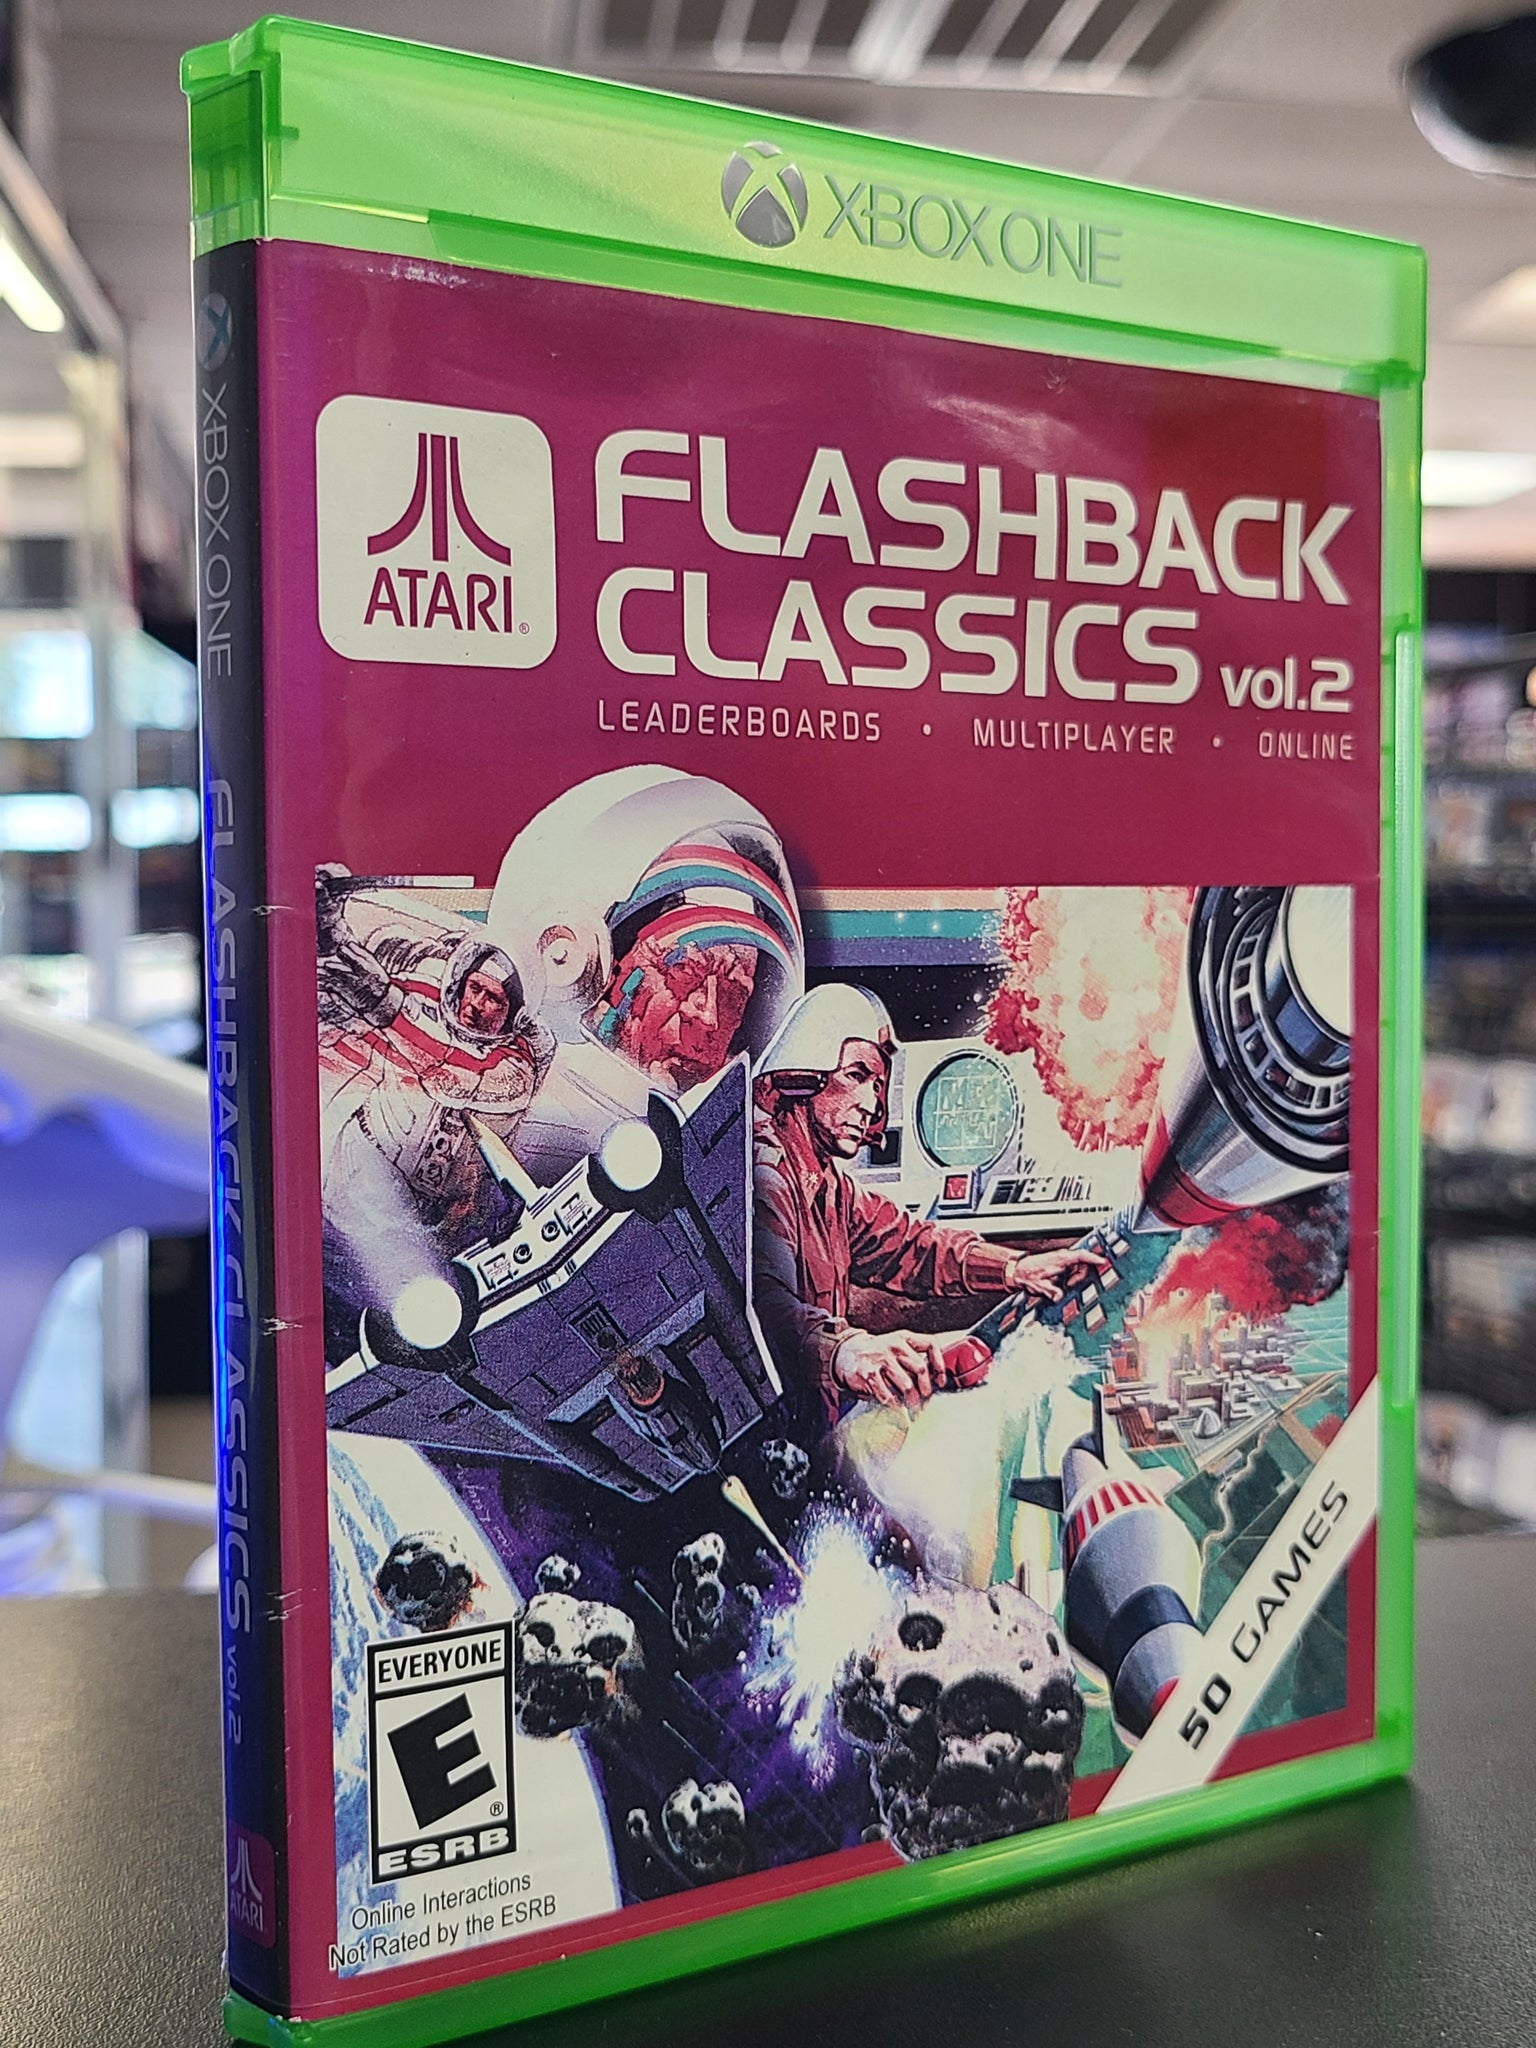 XBOX ONE
ATARI®
FLASHBACK
CLASSICS vol.2
LEADERBOARDS • MULTIPLAYER • ONLINE
50 GAMES
EVERYONE
E®
ESRB
Online Interactions
Not Rated by the ESRB
XBOX ONE
FLASHBACK CLASSICS vol.2
ATARI